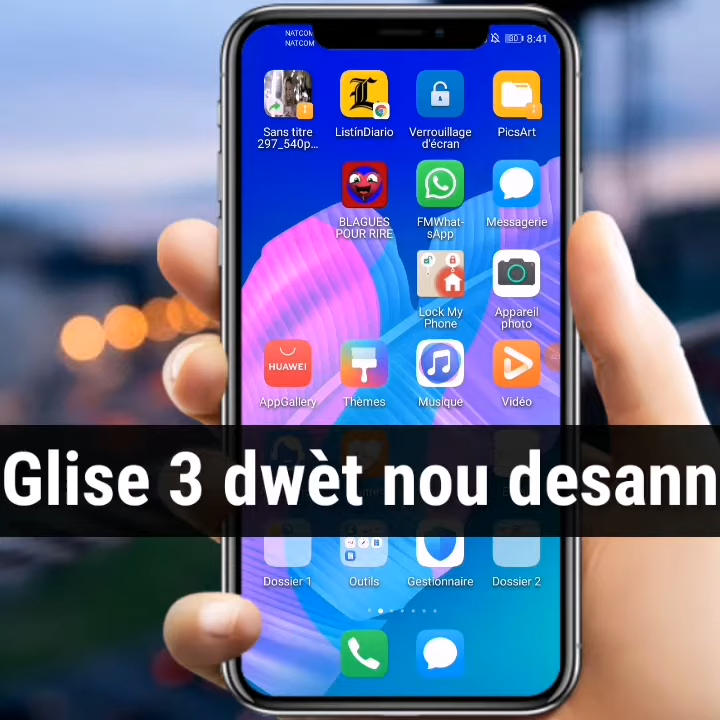 NATCOM
NATCOM
80
8:41
Sans titre
297_540p...
ListínDiario
Verrouillage
d'écran
PicsArt
BLAGUES
POUR RIRE
FMWhat-
sApp
Messagerie
Lock My
Phone
Appareil
photo
HUAWEI
AppGallery
Thèmes
Musique
Vidéo
Glise 3 dwèt nou desann
Dossier 1
Outils
Gestionnaire
Dossier 2